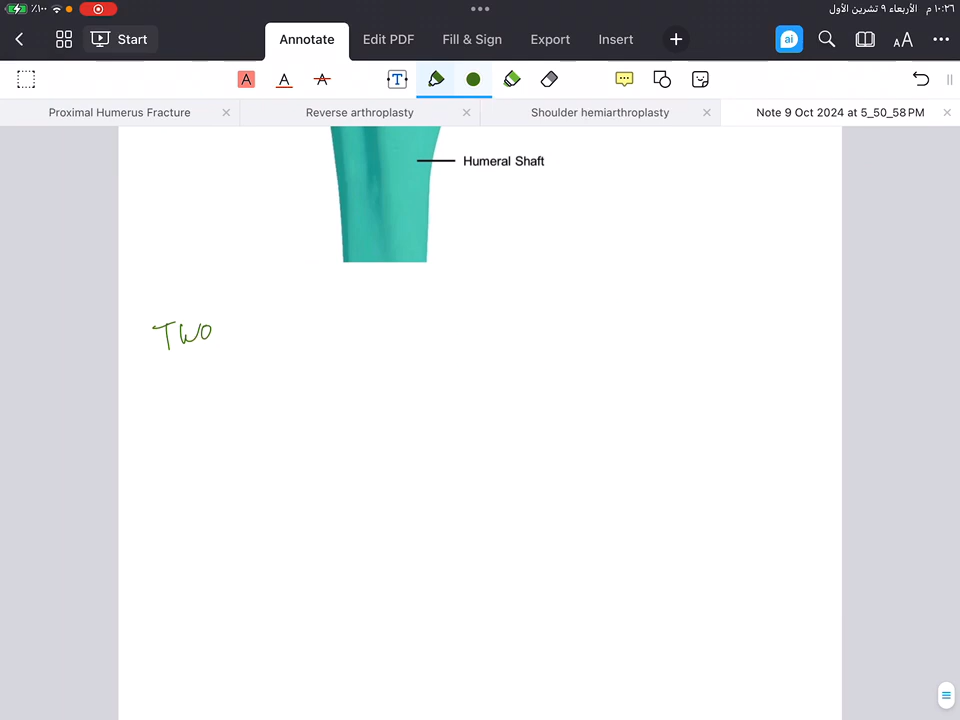 ٪١٠٠ ١٠:٢٦ م الأربعاء ٩ تشرين الأول
Start Annotate Edit PDF Fill & Sign Export Insert ai AA
A A A T
Proximal Humerus Fracture Reverse arthroplasty Shoulder hemiarthroplasty Note 9 Oct 2024 at 5_50_58 PM
Humeral Shaft
TWO